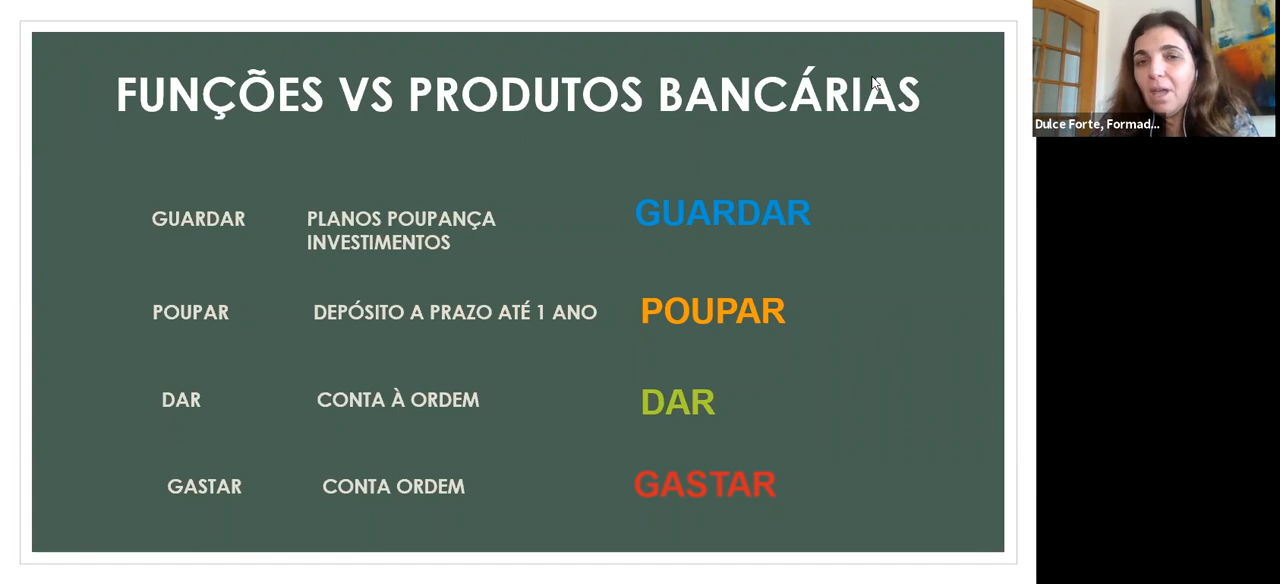 FUNÇÕES VS PRODUTOS BANCÁRIAS
GUARDAR
PLANOS POUPANÇA
INVESTIMENTOS
GUARDAR
POUPAR
DEPÓSITO A PRAZO ATÉ 1 ANO
POUPAR
DAR
CONTA À ORDEM
DAR
GASTAR
CONTA ORDEM
GASTAR
Dulce Forte, Formad...